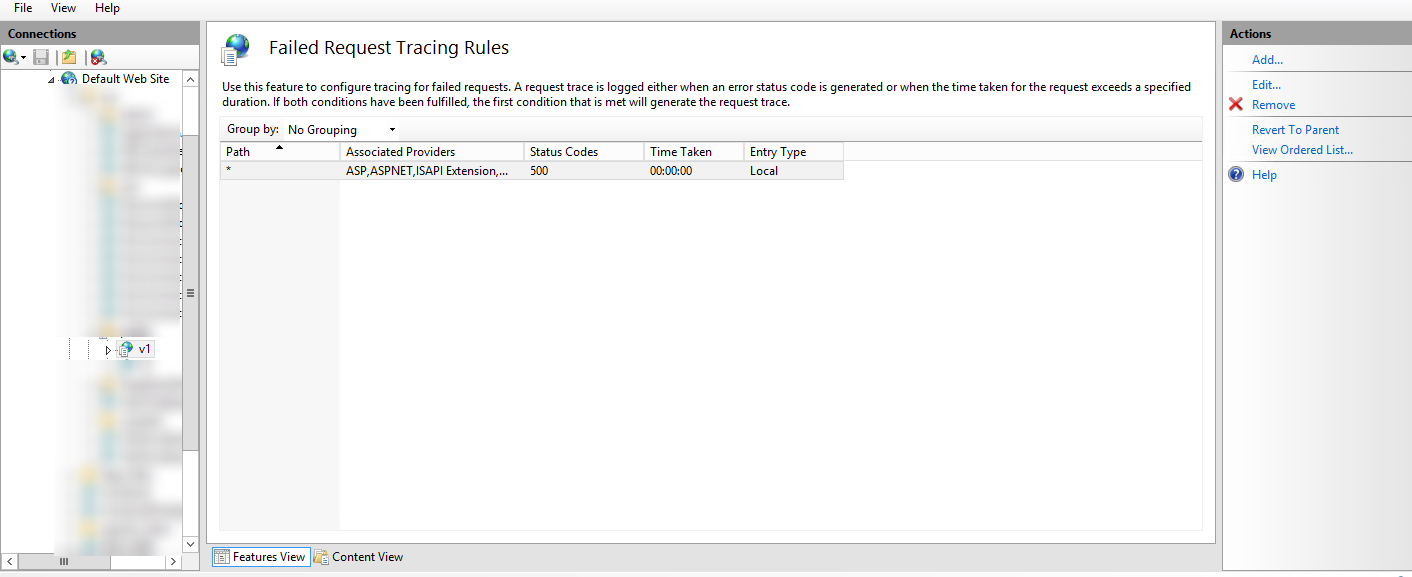 File View Help
Connections
Default Web Site
v1
Failed Request Tracing Rules
Use this feature to configure tracing for failed requests. A request trace is logged either when an error status code is generated or when the time taken for the request exceeds a specified
duration. If both conditions have been fulfilled, the first condition that is met will generate the request trace.
Group by: No Grouping
Path Associated Providers Status Codes Time Taken Entry Type
* ASP,ASPNET,ISAPI Extension,... 500 00:00:00 Local
Features View Content View
Actions
Add...
Edit...
Remove
Revert To Parent
View Ordered List...
Help